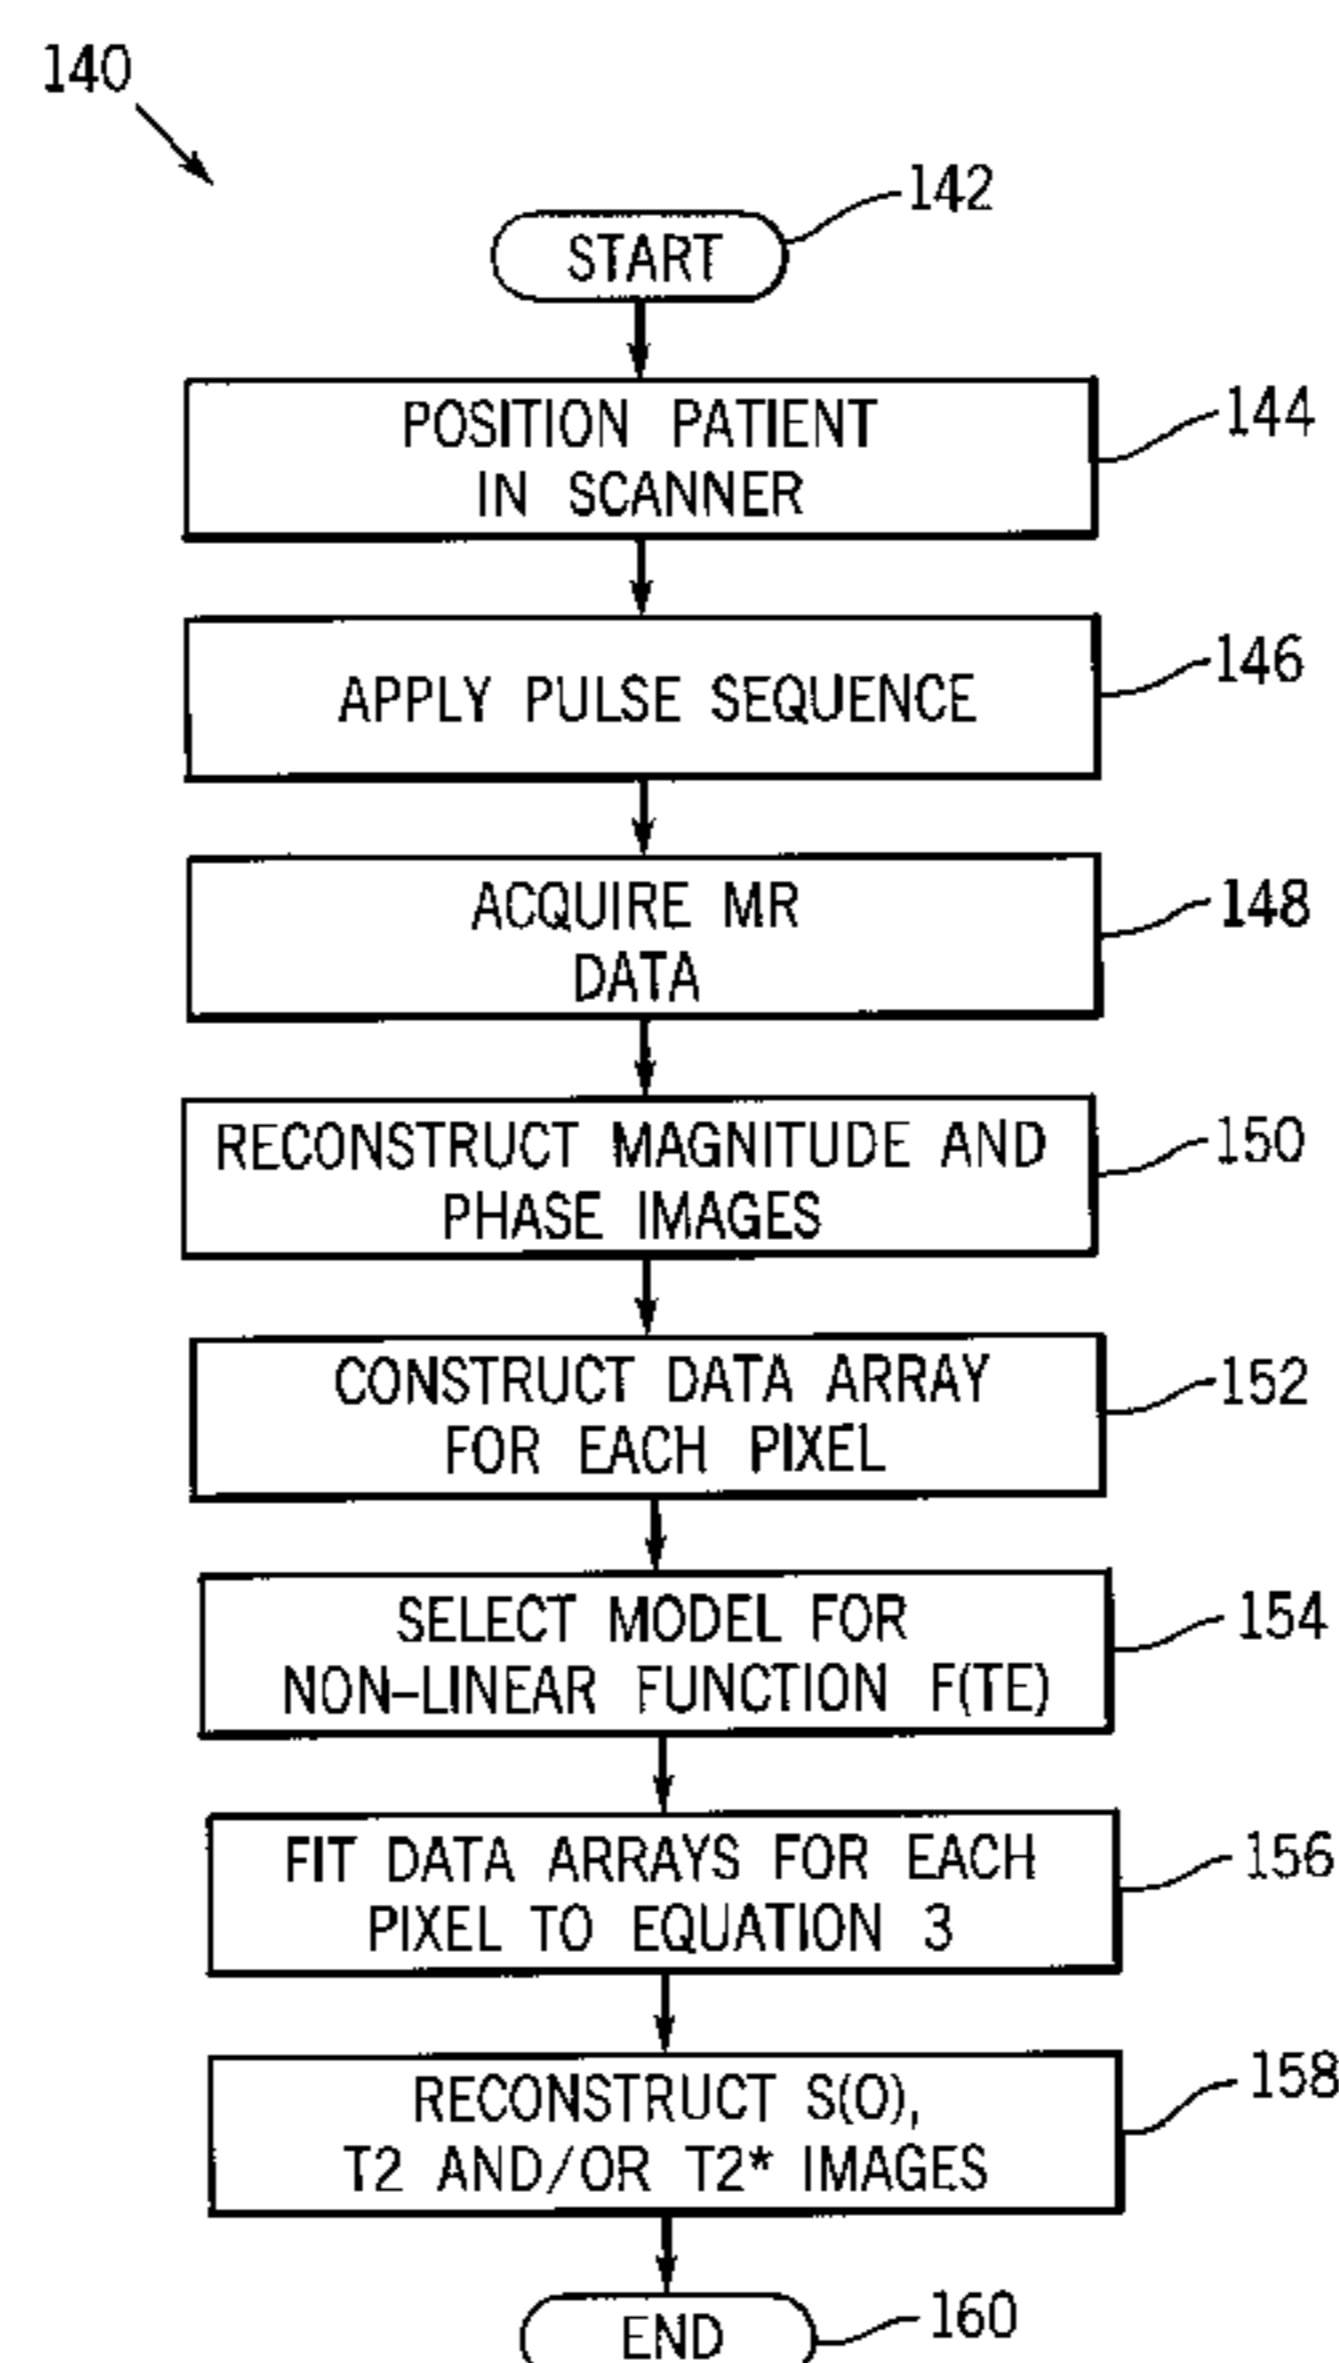 140
142
START
POSITION PATIENT
IN SCANNER
144
APPLY PULSE SEQUENCE
146
ACQUIRE MR
DATA
148
RECONSTRUCT MAGNITUDE AND
PHASE IMAGES
150
CONSTRUCT DATA ARRAY
FOR EACH PIXEL
152
SELECT MODEL FOR
NON-LINEAR FUNCTION F(TE)
154
FIT DATA ARRAYS FOR EACH
PIXEL TO EQUATION 3
156
RECONSTRUCT S(O),
T2 AND/OR T2* IMAGES
158
END
160